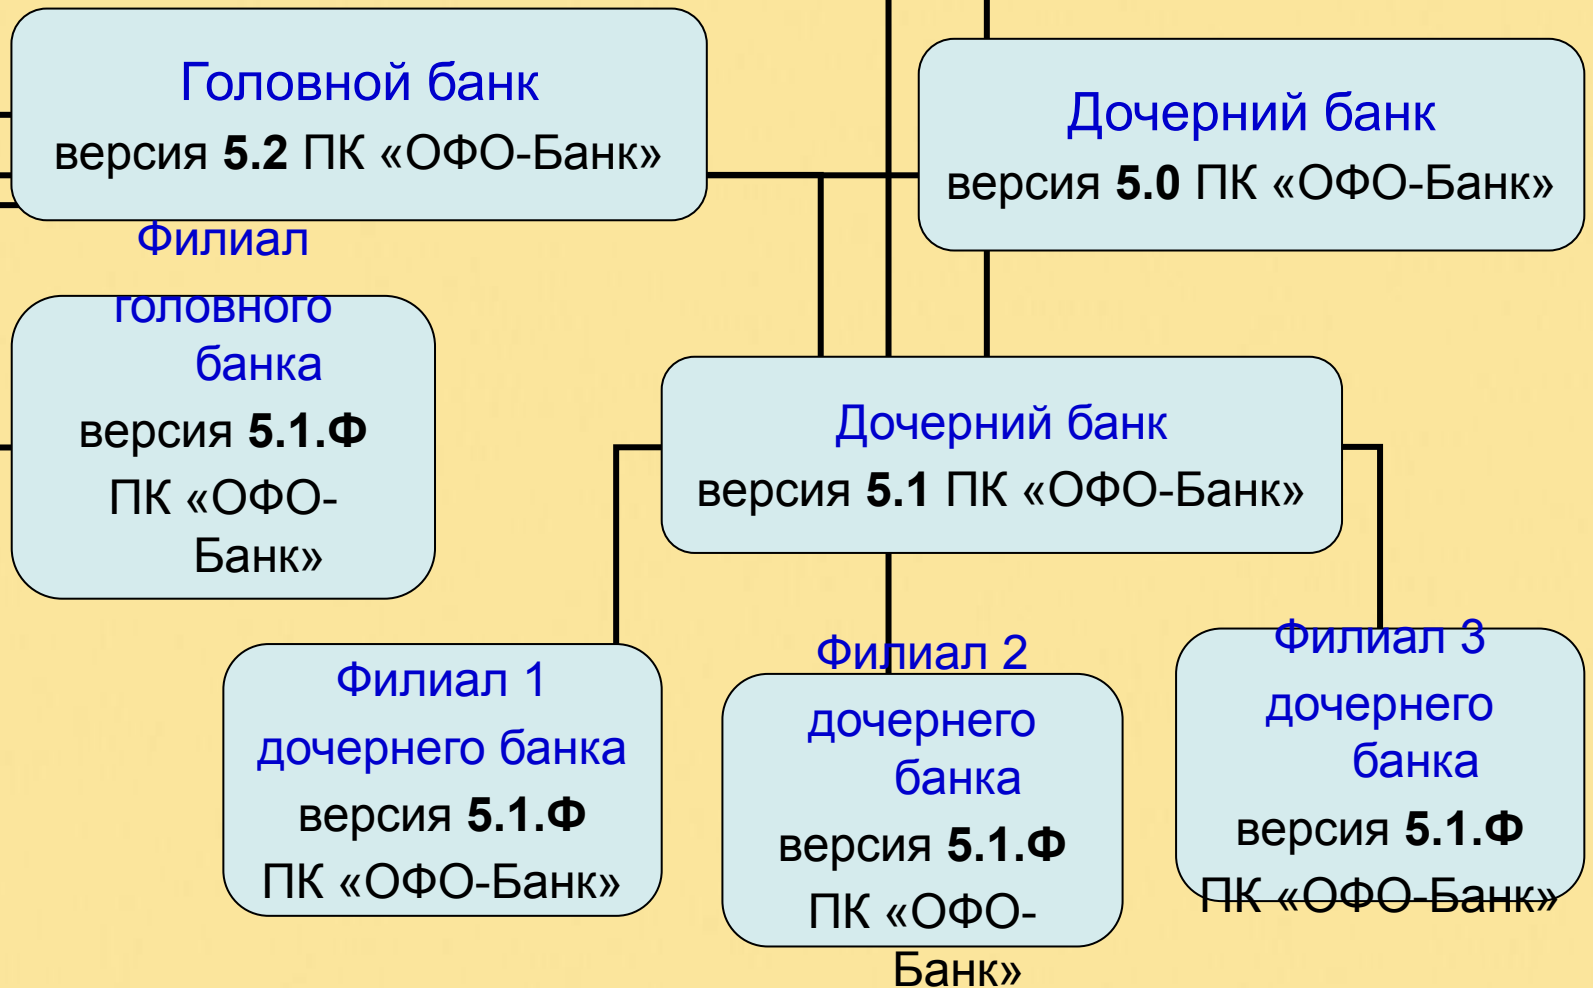 Головной банк
версия 5.2 ПК «ОФО-Банк»
Дочерний банк
версия 5.0 ПК «ОФО-Банк»
Филиал
головного
банка
версия 5.1.Ф
ПК «ОФО-
Банк»
Дочерний банк
версия 5.1 ПК «ОФО-Банк»
Филиал 1
дочернего банка
версия 5.1.Ф
ПК «ОФО-Банк»
Филиал 2
дочернего
банка
версия 5.1.Ф
ПК «ОФО-
Банк»
Филиал 3
дочернего
банка
версия 5.1.Ф
ПК «ОФО-Банк»